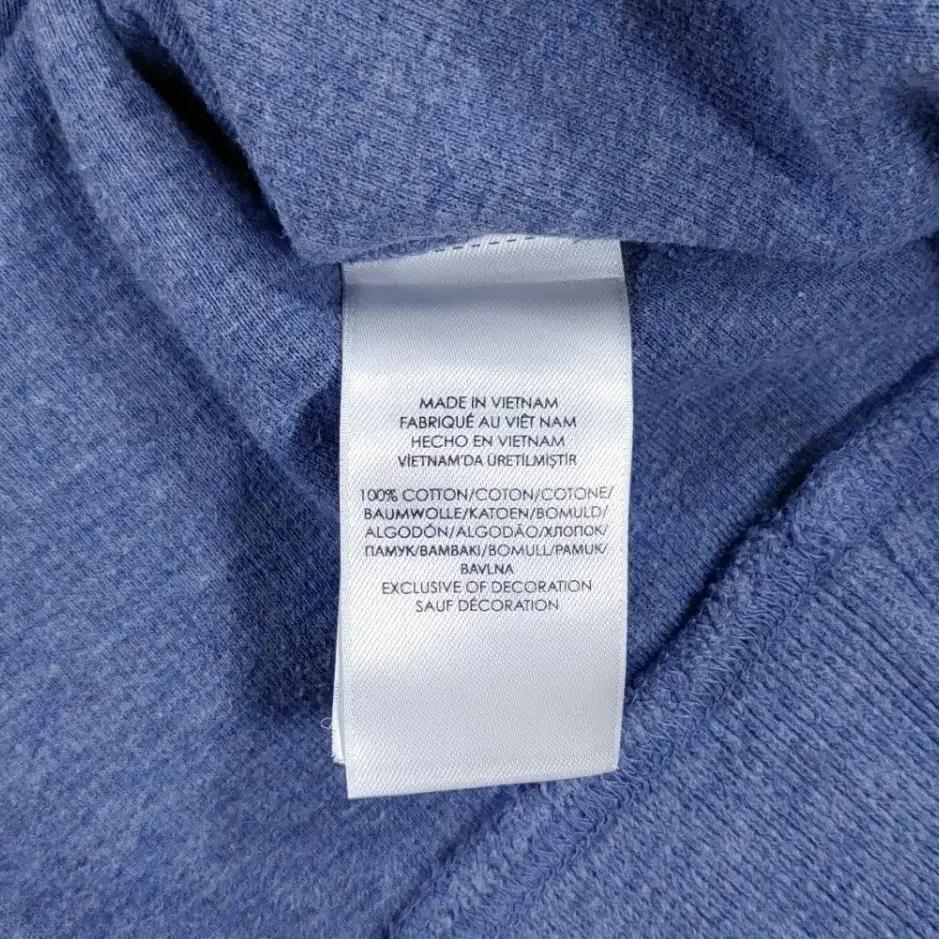 MADE IN VIETNAM
FABRIQUÉ AU VIÊT NAM
HECHO EN VIETNAM
VİETNAM'DA ÜRETİLMİŞTİR
100% COTTON/COTON/COTONE/
BAUMWOLLE/KATOEN/BOMULD/
ALGODÓN/ALGODÃO/ХЛОПОК/
ПАМУК/ΒΑΜΒΑΚΙ/BOMULL/PAMUK/
BAVLNA
EXCLUSIVE OF DECORATION
SAUF DÉCORATION